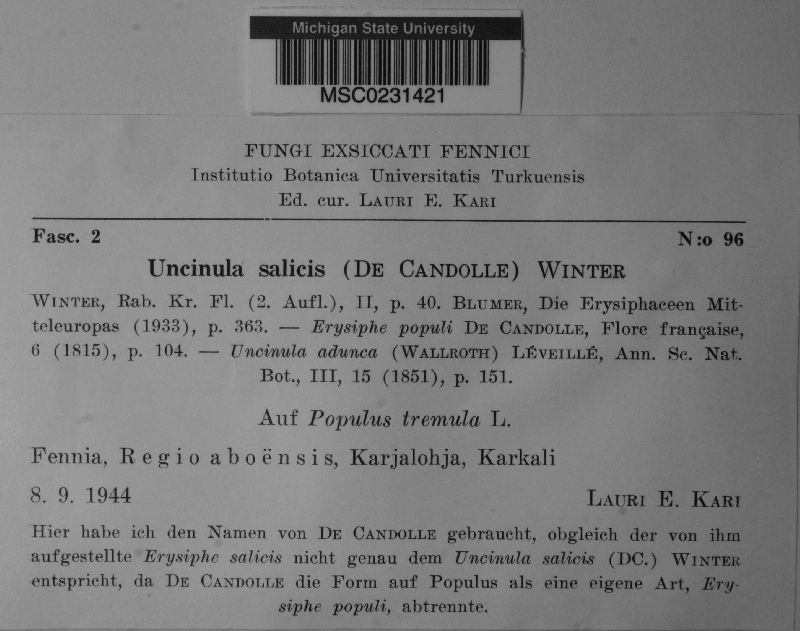 Michigan State University
MSC0231421
FUNGI EXSICCATI FENNICI
Institutio Botanica Universitatis Turkuensis
Ed. cur. LAURI E. KARI
Fasc. 2 N:o 96
Uncinula salicis (DE CANDOLLE) WINTER
WINTER, Rab. Kr. Fl. (2. Aufl.), II, p. 40. BLUMER, Die Erysiphaceen Mit-
teleuropas (1933), p. 363. — Erysiphe populi DE CANDOLLE, Flore française,
6 (1815), p. 104. — Uncinula adunca (WALLROTH) LÉVEILLÉ, Ann. Sc. Nat.
Bot., III, 15 (1851), p. 151.
Auf Populus tremula L.
Fennia, Regio aboënsis, Karjalohja, Karkali
8. 9. 1944 LAURI E. KARI
Hier habe ich den Namen von DE CANDOLLE gebraucht, obgleich der von ihm
aufgestellte Erysiphe salicis nicht genau dem Uncinula salicis (DC.) WINTER
entspricht, da DE CANDOLLE die Form auf Populus als eine eigene Art, Ery-
siphe populi, abtrennte.